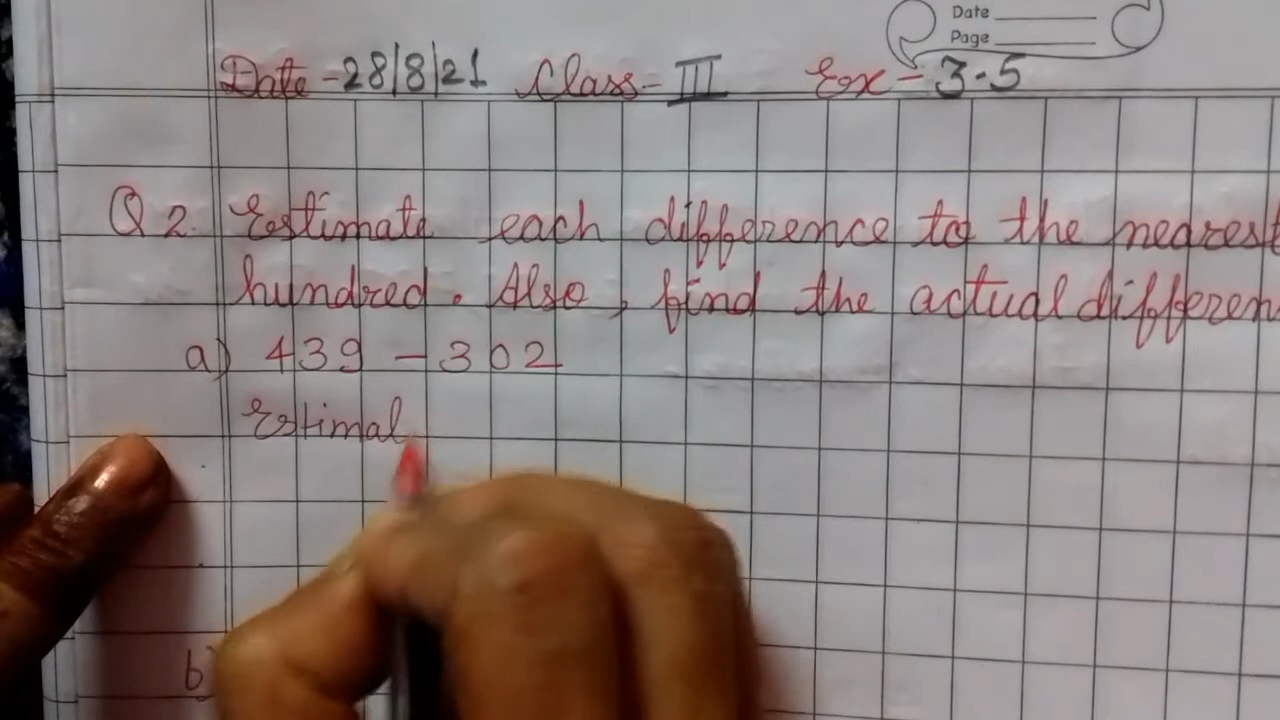 Date
Page
Date - 28/8/21 Class - III Ex - 3.5
Q 2. Estimate each difference to the nearest
hundred. Also, find the actual differen
a) 439 - 302
Estimat
b)